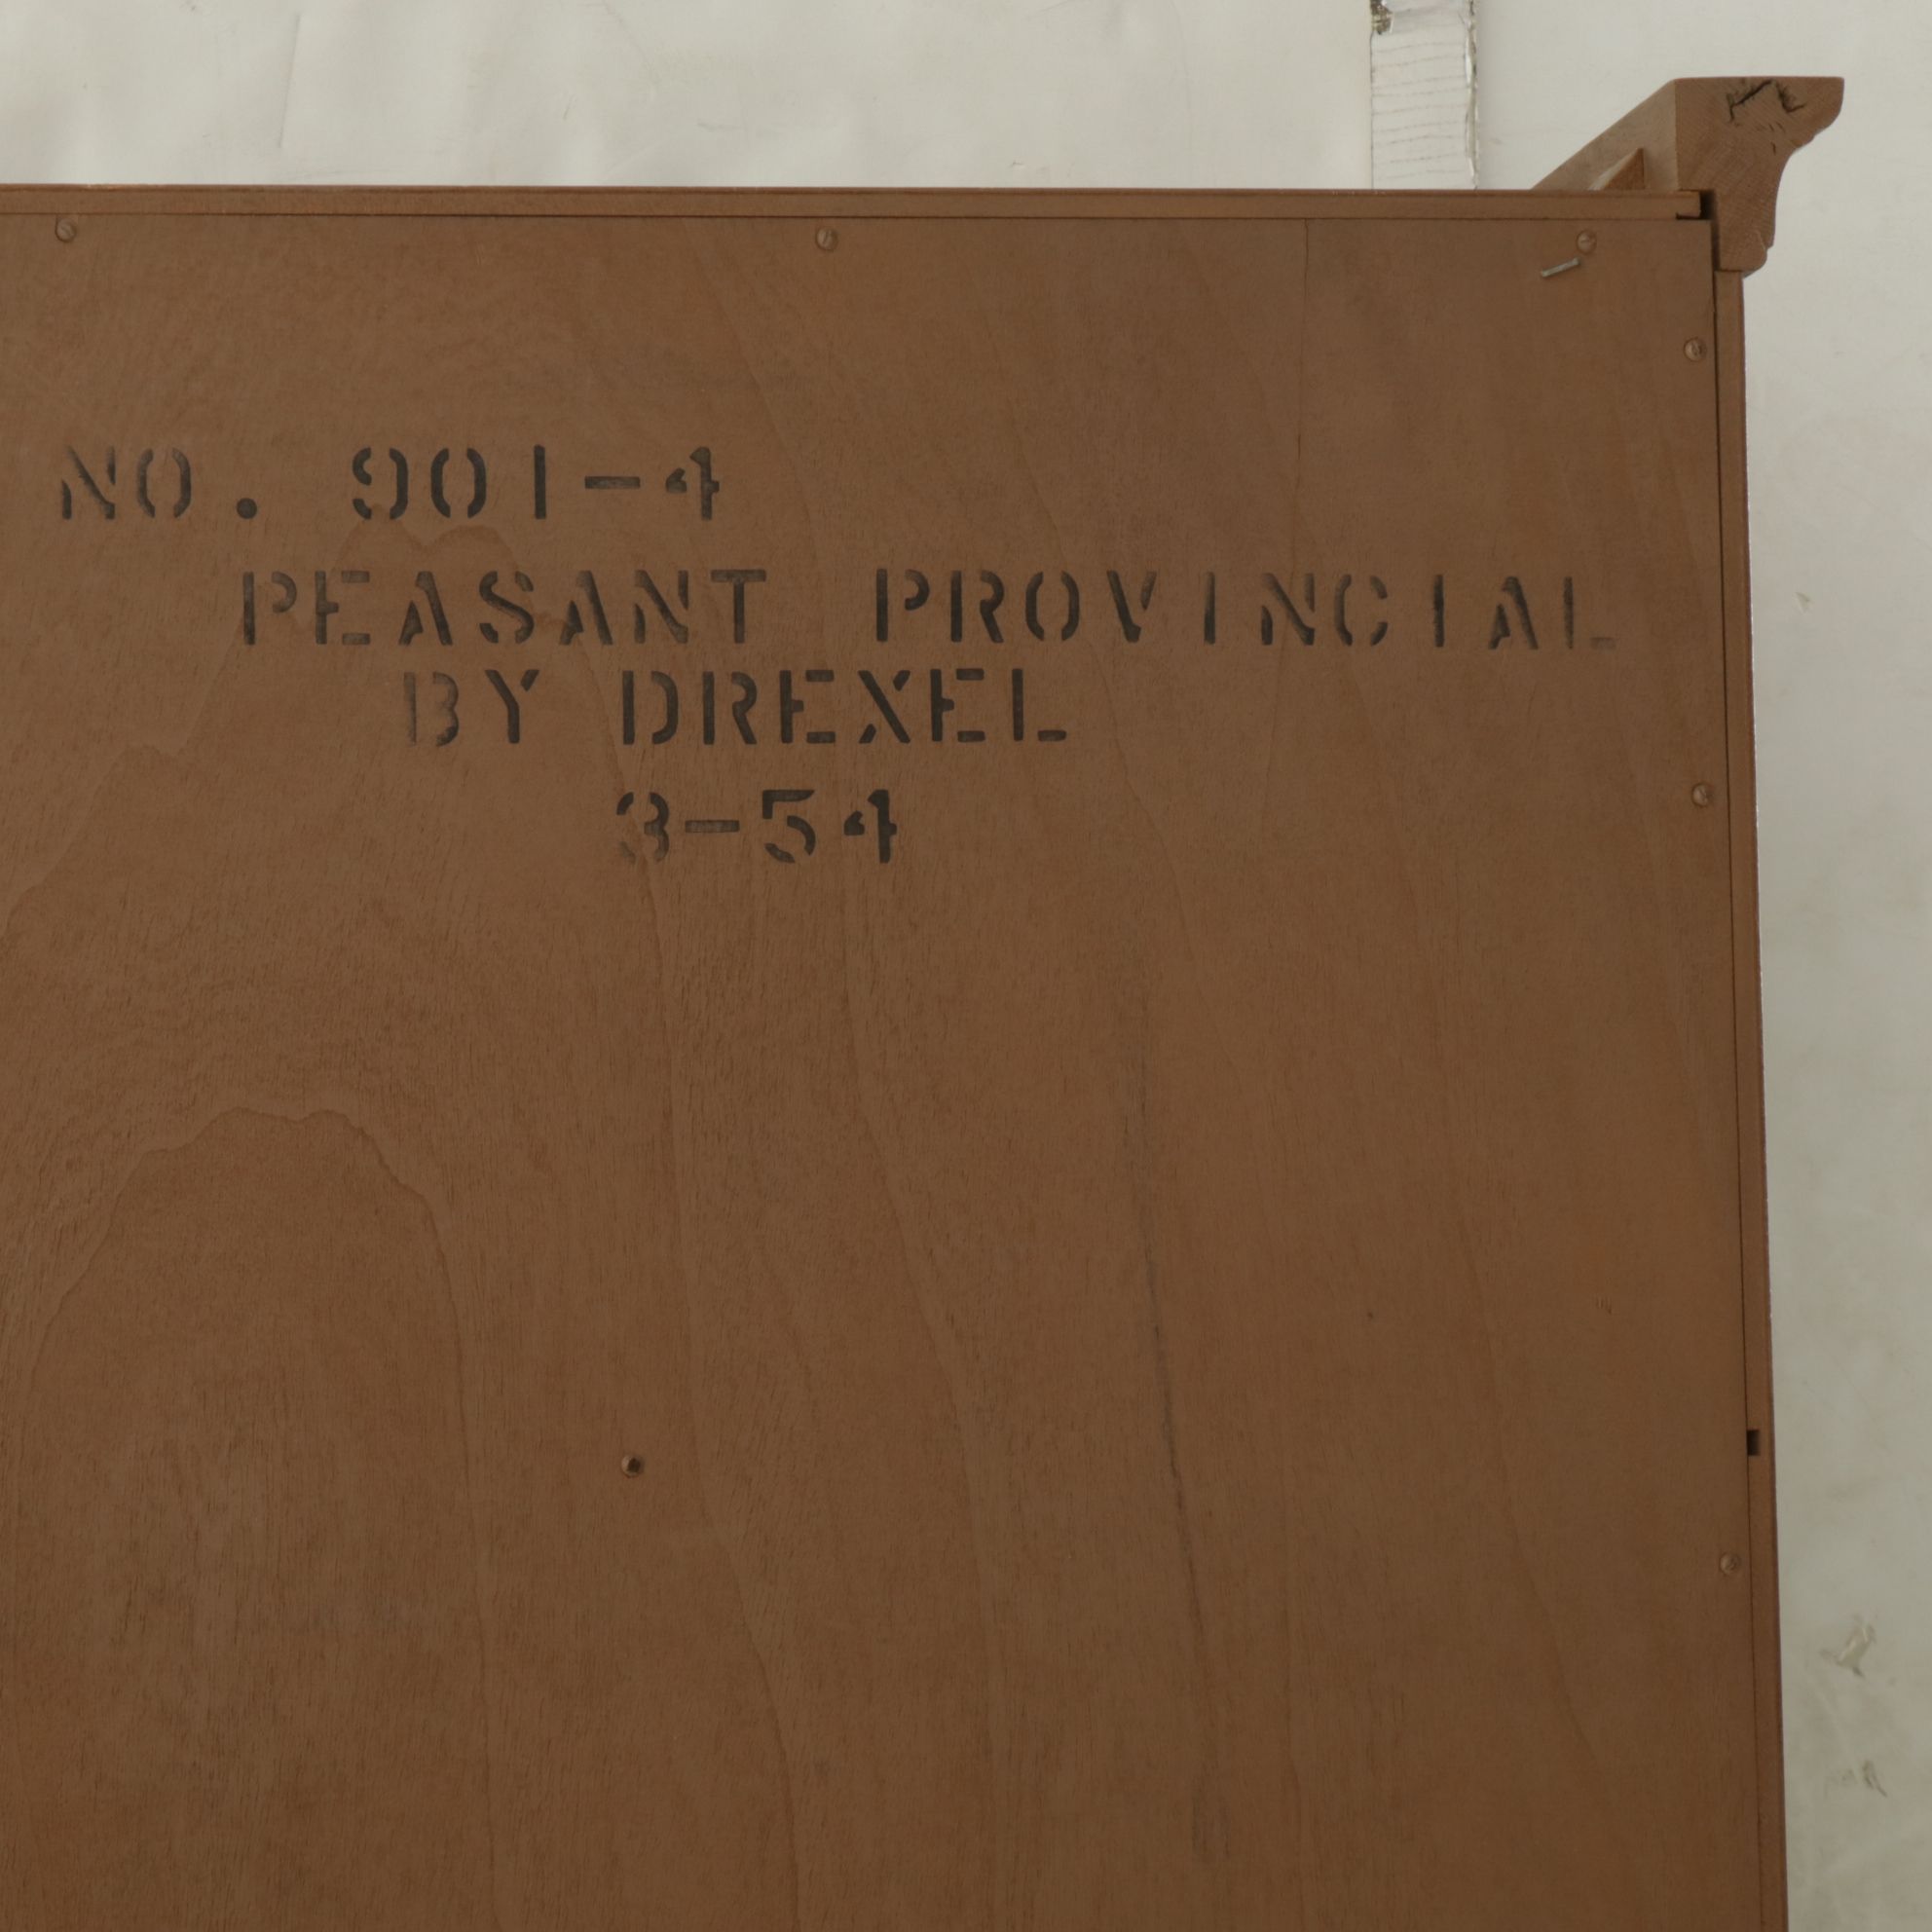 NO. 901-4
PEASANT PROVINCIAL
BY DREXEL
3-54